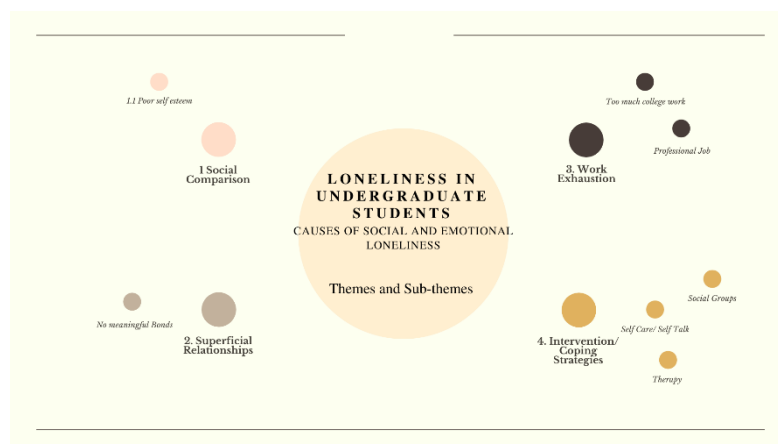 1.1 Poor self esteem
1 Social
Comparison
No meaningful Bonds
2. Superficial
Relationships
LONELINESS IN
UNDERGRADUATE
STUDENTS
CAUSES OF SOCIAL AND EMOTIONAL
LONELINESS
Themes and Sub-themes
Too much college work
Professional Job
3. Work
Exhaustion
Social Groups
Self Care/ Self Talk
4. Intervention/
Coping
Strategies
Therapy